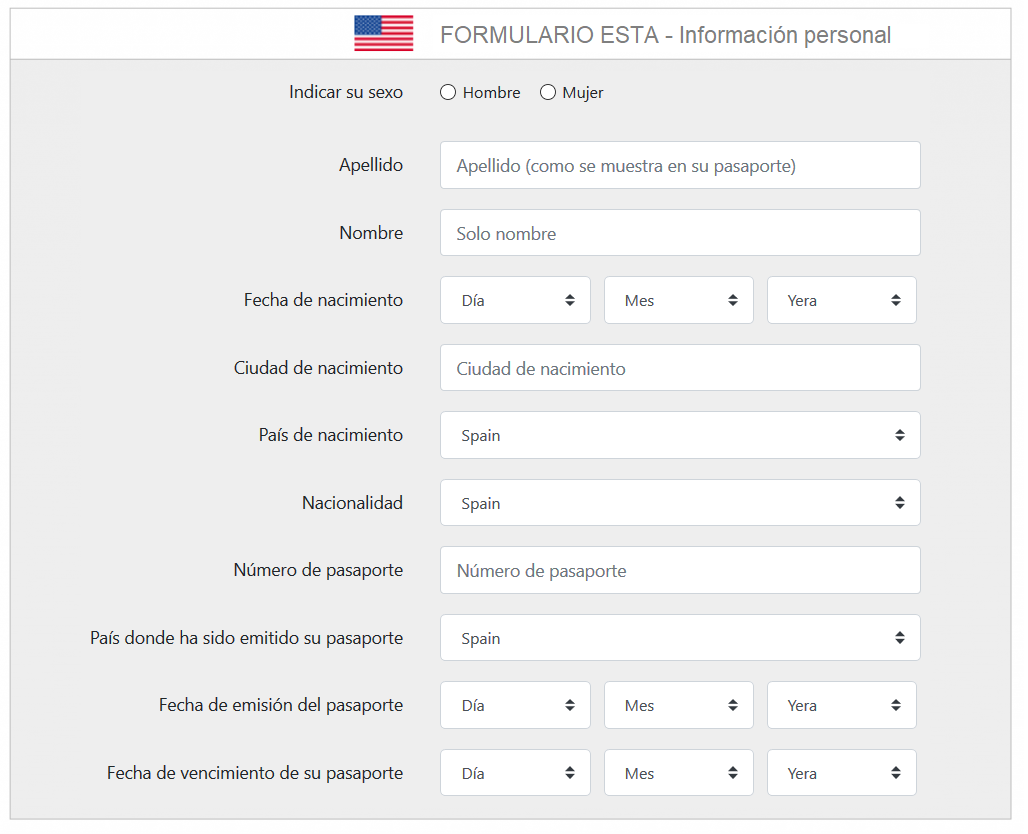 FORMULARIO ESTA - Información personal
Indicar su sexo Hombre Mujer
Apellido Apellido (como se muestra en su pasaporte)
Nombre Solo nombre
Fecha de nacimiento Día Mes Yera
Ciudad de nacimiento Ciudad de nacimiento
País de nacimiento Spain
Nacionalidad Spain
Número de pasaporte Número de pasaporte
País donde ha sido emitido su pasaporte Spain
Fecha de emisión del pasaporte Día Mes Yera
Fecha de vencimiento de su pasaporte Día Mes Yera